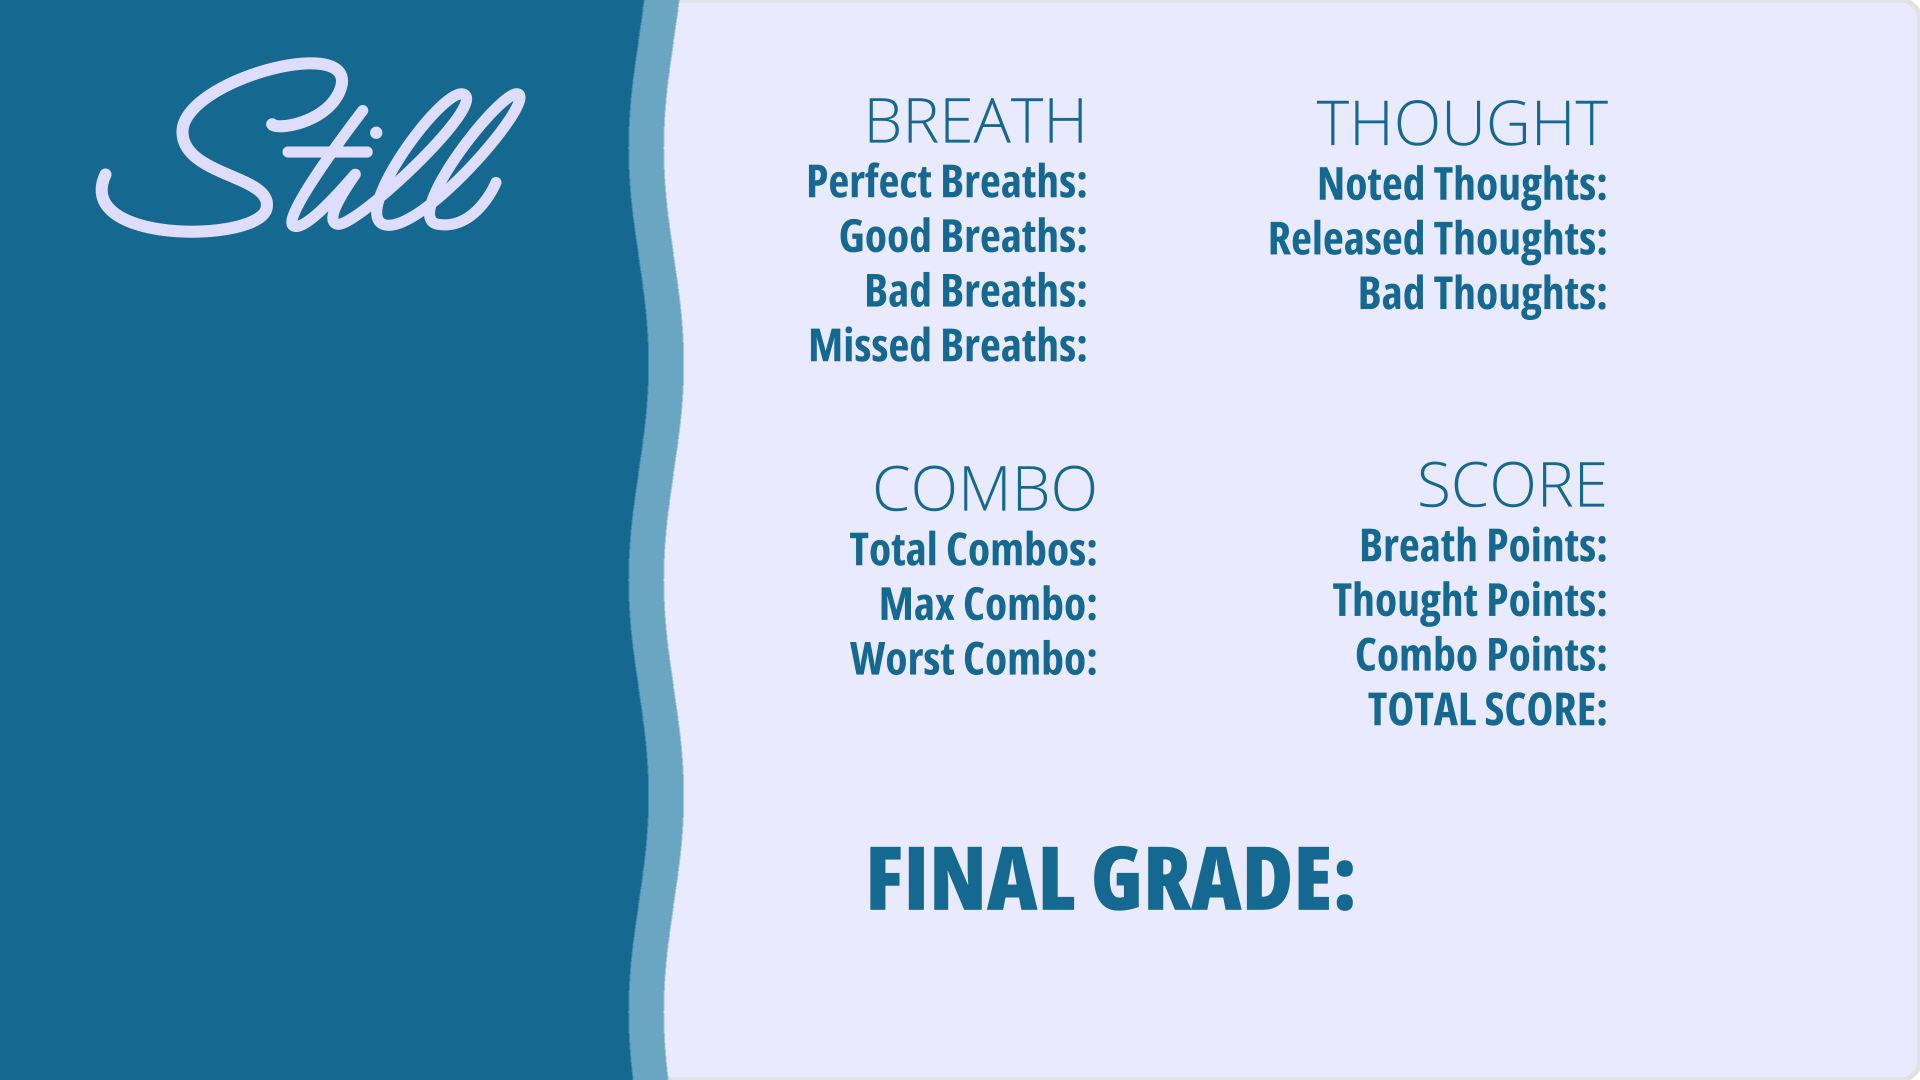 Still
BREATH
Perfect Breaths:
Good Breaths:
Bad Breaths:
Missed Breaths:
THOUGHT
Noted Thoughts:
Released Thoughts:
Bad Thoughts:
COMBO
Total Combos:
Max Combo:
Worst Combo:
SCORE
Breath Points:
Thought Points:
Combo Points:
TOTAL SCORE:
FINAL GRADE: